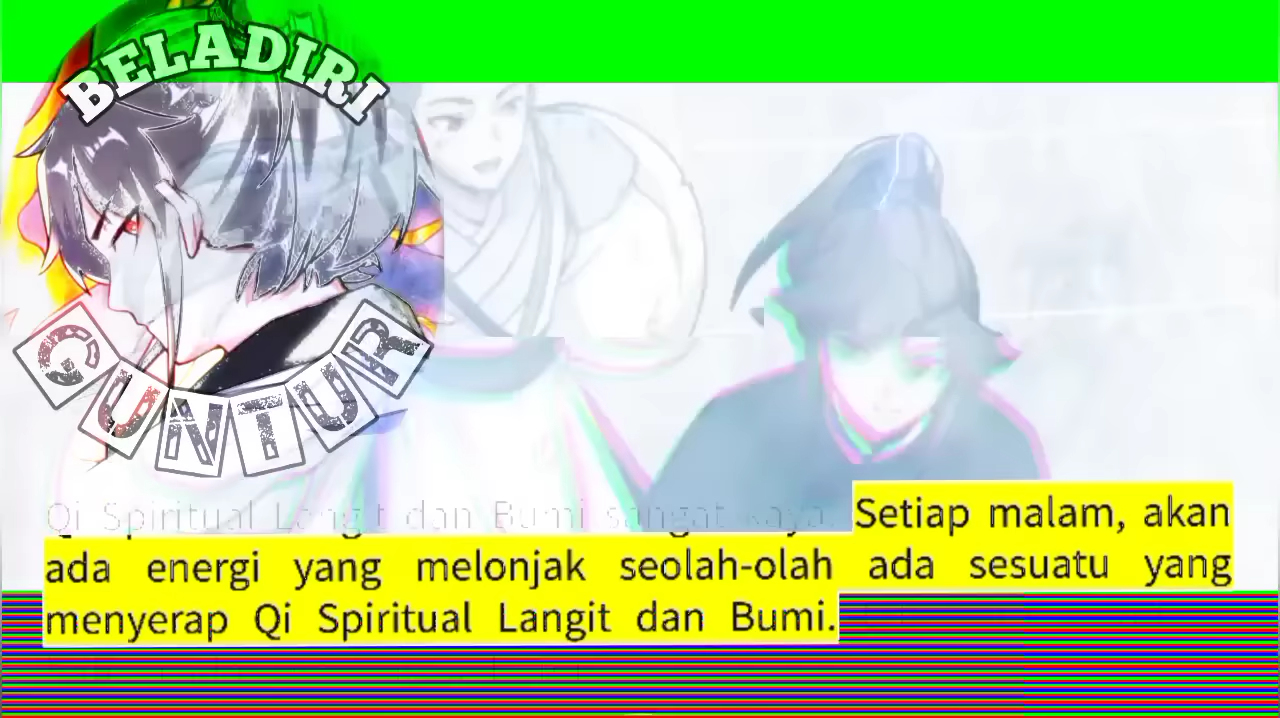 BELADIRI
GUNTUR
Qi Spiritual Langit dan Bumi sangat kaya. Setiap malam, akan
ada energi yang melonjak seolah-olah ada sesuatu yang
menyerap Qi Spiritual Langit dan Bumi.